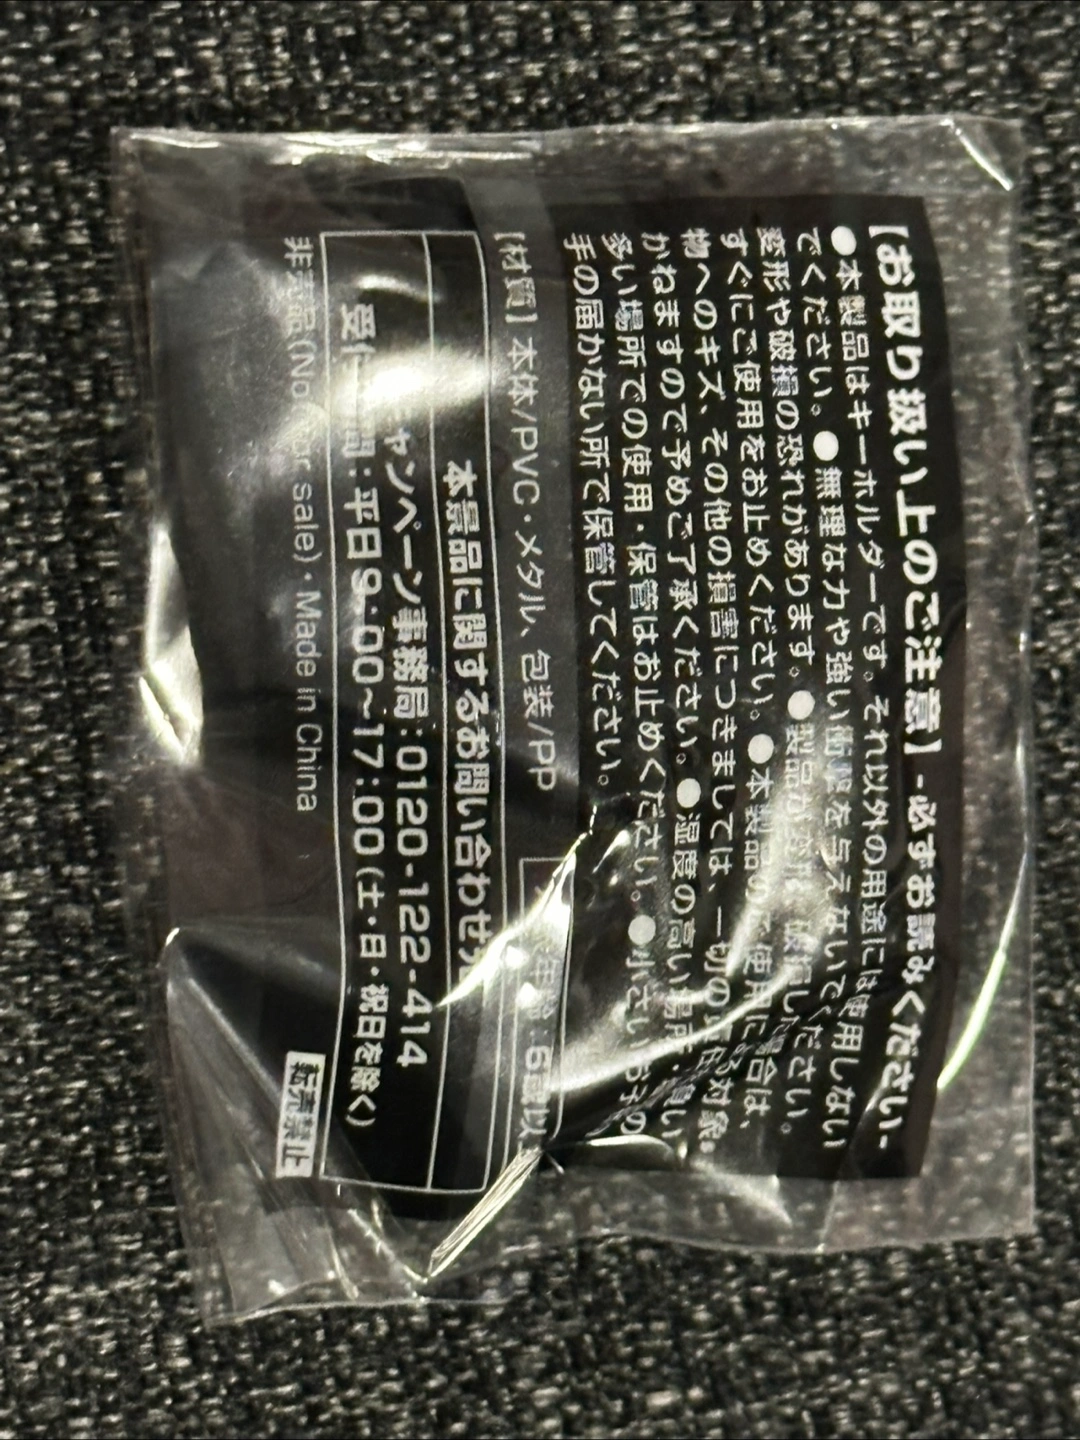 【お取り扱い上のご注意】-必ずお読みください-
●本製品はキーホルダーです。それ以外の用途には使用しない
でください。●無理な力や強い衝撃を与えないでください。
変形や破損の恐れがあります。●製品が破損した場合は、
すぐにご使用をお止めください。●本製品のご使用による対象
物へのキズ、その他の損害につきましては、一切の
かねますので予めご了承ください。●湿度の高い場所・
多い場所での使用・保管はお止めください。●小さいお子の
手の届かない所で保管してください。
【材質】本体/PVC・メタル、包装/PP
年齢:6歳以
本景品に関するお問い合わせ先
キャンペーン事務局:0120-122-414
受付時間:平日9:00~17:00(土・日・祝日を除く)
非売品(Not for sale)・Made in China
転売禁止